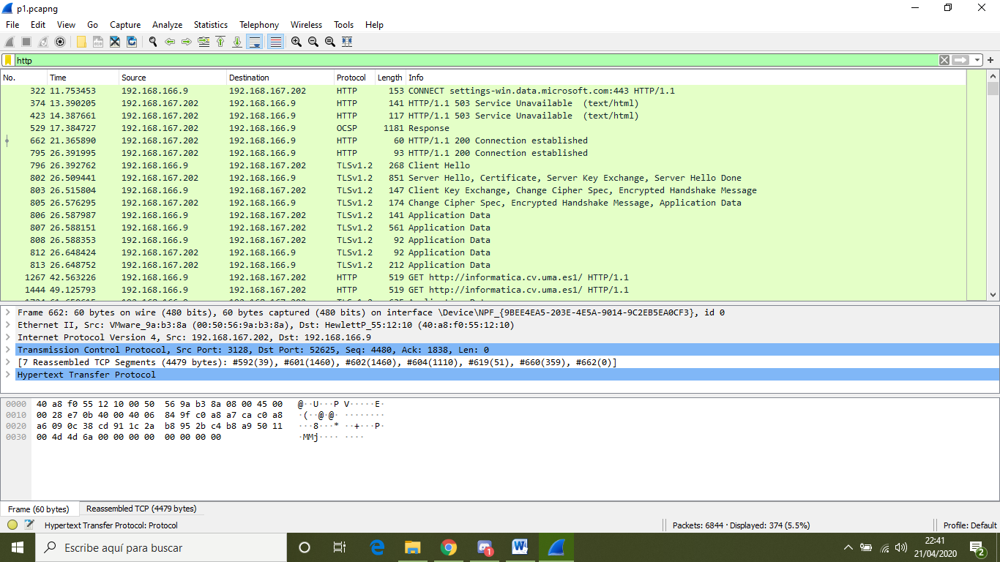 p1.pcapng
File Edit View Go Capture Analyze Statistics Telephony Wireless Tools Help
http
No. Time Source Destination Protocol Length Info
322 11.753453 192.168.166.9 192.168.167.202 HTTP 153 CONNECT settings-win.data.microsoft.com:443 HTTP/1.1
374 13.390205 192.168.167.202 192.168.166.9 HTTP 141 HTTP/1.1 503 Service Unavailable (text/html)
423 14.387661 192.168.167.202 192.168.166.9 HTTP 117 HTTP/1.1 503 Service Unavailable (text/html)
529 17.384727 192.168.167.202 192.168.166.9 OCSP 1181 Response
662 21.365890 192.168.167.202 192.168.166.9 HTTP 60 HTTP/1.1 200 Connection established
795 26.391995 192.168.167.202 192.168.166.9 HTTP 93 HTTP/1.1 200 Connection established
796 26.392762 192.168.166.9 192.168.167.202 TLSv1.2 268 Client Hello
802 26.509441 192.168.167.202 192.168.166.9 TLSv1.2 851 Server Hello, Certificate, Server Key Exchange, Server Hello Done
803 26.515804 192.168.166.9 192.168.167.202 TLSv1.2 147 Client Key Exchange, Change Cipher Spec, Encrypted Handshake Message
805 26.576295 192.168.167.202 192.168.166.9 TLSv1.2 174 Change Cipher Spec, Encrypted Handshake Message, Application Data
806 26.587987 192.168.166.9 192.168.167.202 TLSv1.2 141 Application Data
807 26.588151 192.168.166.9 192.168.167.202 TLSv1.2 561 Application Data
808 26.588353 192.168.166.9 192.168.167.202 TLSv1.2 92 Application Data
812 26.648424 192.168.167.202 192.168.166.9 TLSv1.2 92 Application Data
813 26.648752 192.168.167.202 192.168.166.9 TLSv1.2 212 Application Data
1267 42.563226 192.168.166.9 192.168.167.202 HTTP 519 GET http://informatica.cv.uma.es1/ HTTP/1.1
1444 49.125793 192.168.166.9 192.168.167.202 HTTP 519 GET http://informatica.cv.uma.es1/ HTTP/1.1
Frame 662: 60 bytes on wire (480 bits), 60 bytes captured (480 bits) on interface \Device\NPF_{9BEE4EA5-203E-4E5A-9014-9C2EB5EA0CF3}, id 0
Ethernet II, Src: VMware_9a:b3:8a (00:50:56:9a:b3:8a), Dst: HewlettP_55:12:10 (40:a8:f0:55:12:10)
Internet Protocol Version 4, Src: 192.168.167.202, Dst: 192.168.166.9
Transmission Control Protocol, Src Port: 3128, Dst Port: 52625, Seq: 4480, Ack: 1838, Len: 0
[7 Reassembled TCP Segments (4479 bytes): #592(39), #601(1460), #602(1460), #604(1110), #619(51), #660(359), #662(0)]
Hypertext Transfer Protocol
0000 40 a8 f0 55 12 10 00 50 56 9a b3 8a 08 00 45 00 @··U···P V·····E·
0010 00 28 e7 0b 40 00 40 06 84 9f c0 a8 a7 ca c0 a8 ·(··@·@· ········
0020 a6 09 0c 38 cd 91 1c 2a b8 95 2b c4 b8 a9 50 11 ···8···* ··+···P·
0030 00 4d 4d 6a 00 00 00 00 00 00 00 00 ·MMj···· ····
Frame (60 bytes) Reassembled TCP (4479 bytes)
Hypertext Transfer Protocol: Protocol Packets: 6844 · Displayed: 374 (5.5%) Profile: Default
Escribe aquí para buscar
1
22:41
21/04/2020
2